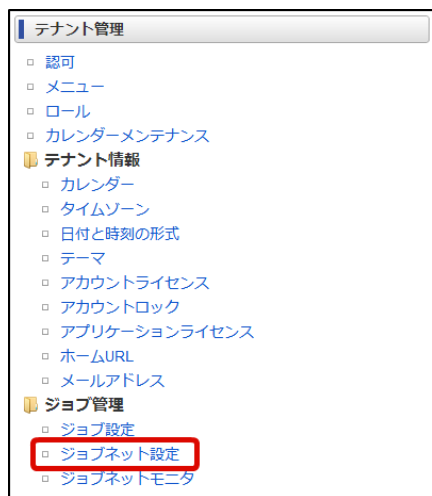 テナント管理
認可
メニュー
ロール
カレンダーメンテナンス
テナント情報
カレンダー
タイムゾーン
日付と時刻の形式
テーマ
アカウントライセンス
アカウントロック
アプリケーションライセンス
ホームURL
メールアドレス
ジョブ管理
ジョブ設定
ジョブネット設定
ジョブネットモニタ